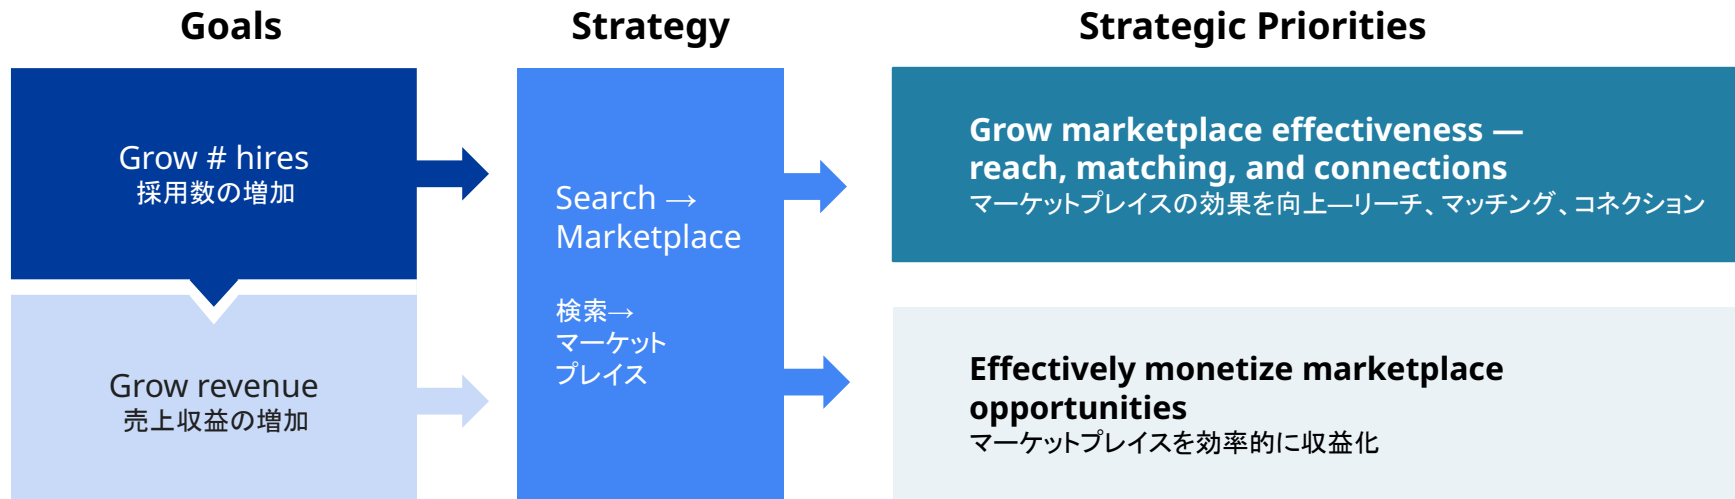 Goals
Strategy
Strategic Priorities
Grow # hires
採用数の増加
Grow revenue
売上収益の増加
Search →
Marketplace
検索→
マーケット
プレイス
Grow marketplace effectiveness —
reach, matching, and connections
マーケットプレイスの効果を向上—リーチ、マッチング、コネクション
Effectively monetize marketplace
opportunities
マーケットプレイスを効率的に収益化